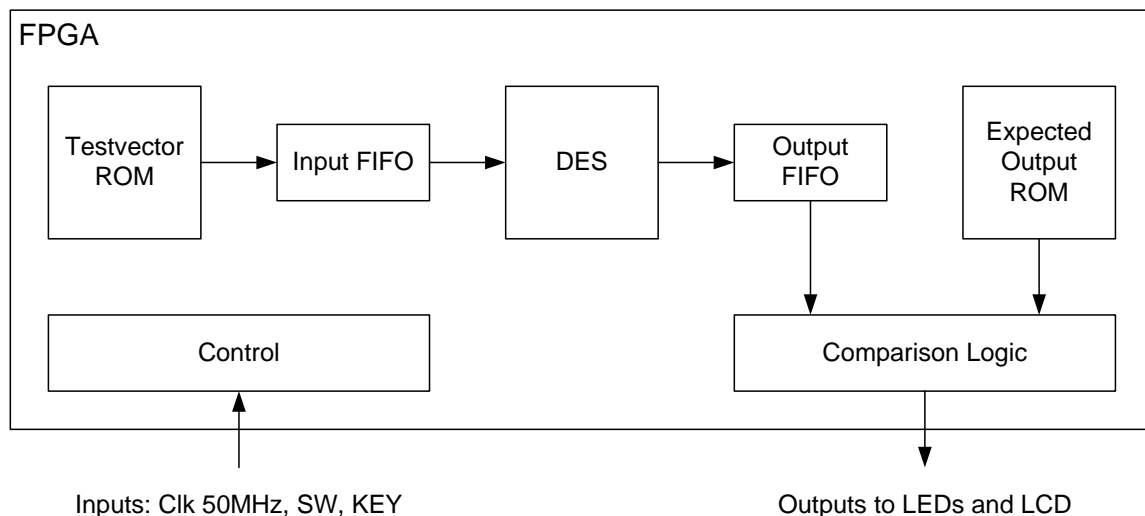 FPGA
Testvector
ROM
Input FIFO
DES
Output
FIFO
Expected
Output
ROM
Control
Comparison Logic
Inputs: Clk 50MHz, SW, KEY
Outputs to LEDs and LCD